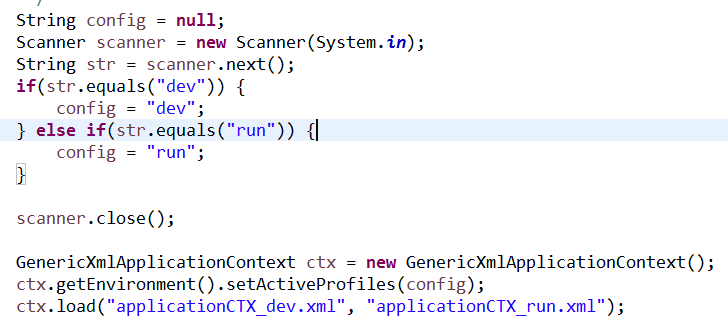 String config = null;
Scanner scanner = new Scanner(System.in);
String str = scanner.next();
if(str.equals("dev")) {
    config = "dev";
} else if(str.equals("run")) {
    config = "run";
}

scanner.close();

GenericXmlApplicationContext ctx = new GenericXmlApplicationContext();
ctx.getEnvironment().setActiveProfiles(config);
ctx.load("applicationCTX_dev.xml", "applicationCTX_run.xml");